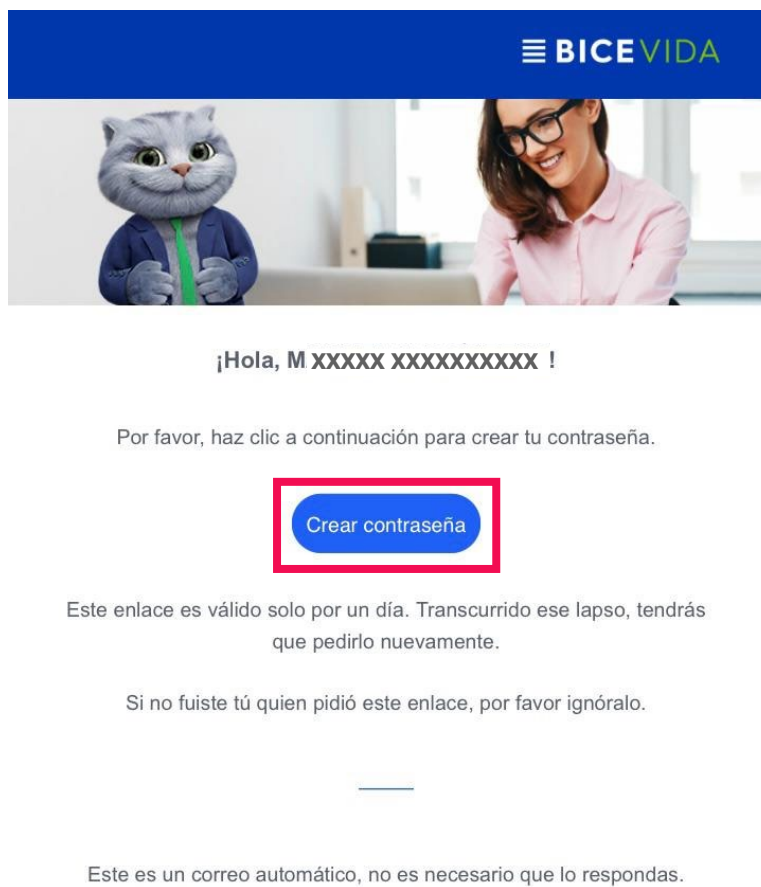 BICEVIDA
¡Hola, M XXXXX XXXXXXXXXX !
Por favor, haz clic a continuación para crear tu contraseña.
Crear contraseña
Este enlace es válido solo por un día. Transcurrido ese lapso, tendrás
que pedirlo nuevamente.
Si no fuiste tú quien pidió este enlace, por favor ignóralo.
Este es un correo automático, no es necesario que lo respondas.